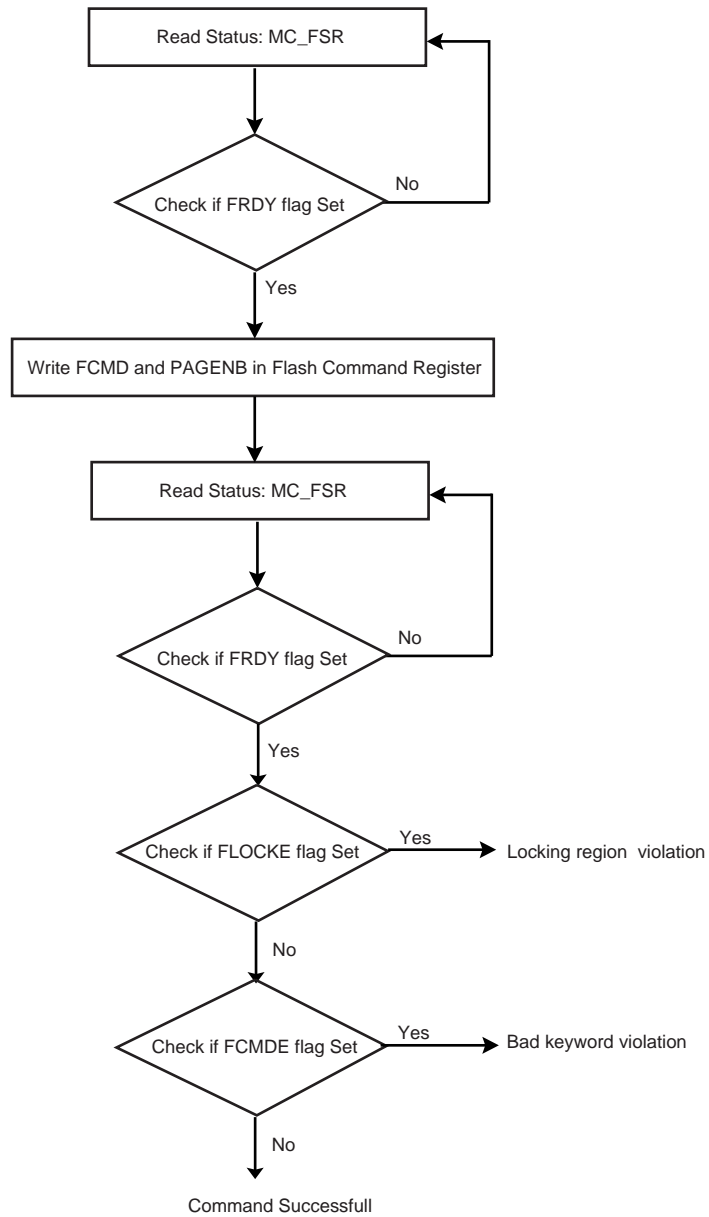 Read Status: MC_FSR
Check if FRDY flag Set
No
Yes
Write FCMD and PAGENB in Flash Command Register
Read Status: MC_FSR
Check if FRDY flag Set
No
Yes
Check if FLOCKE flag Set
Yes
Locking region violation
No
Check if FCMDE flag Set
Yes
Bad keyword violation
No
Command Successfull